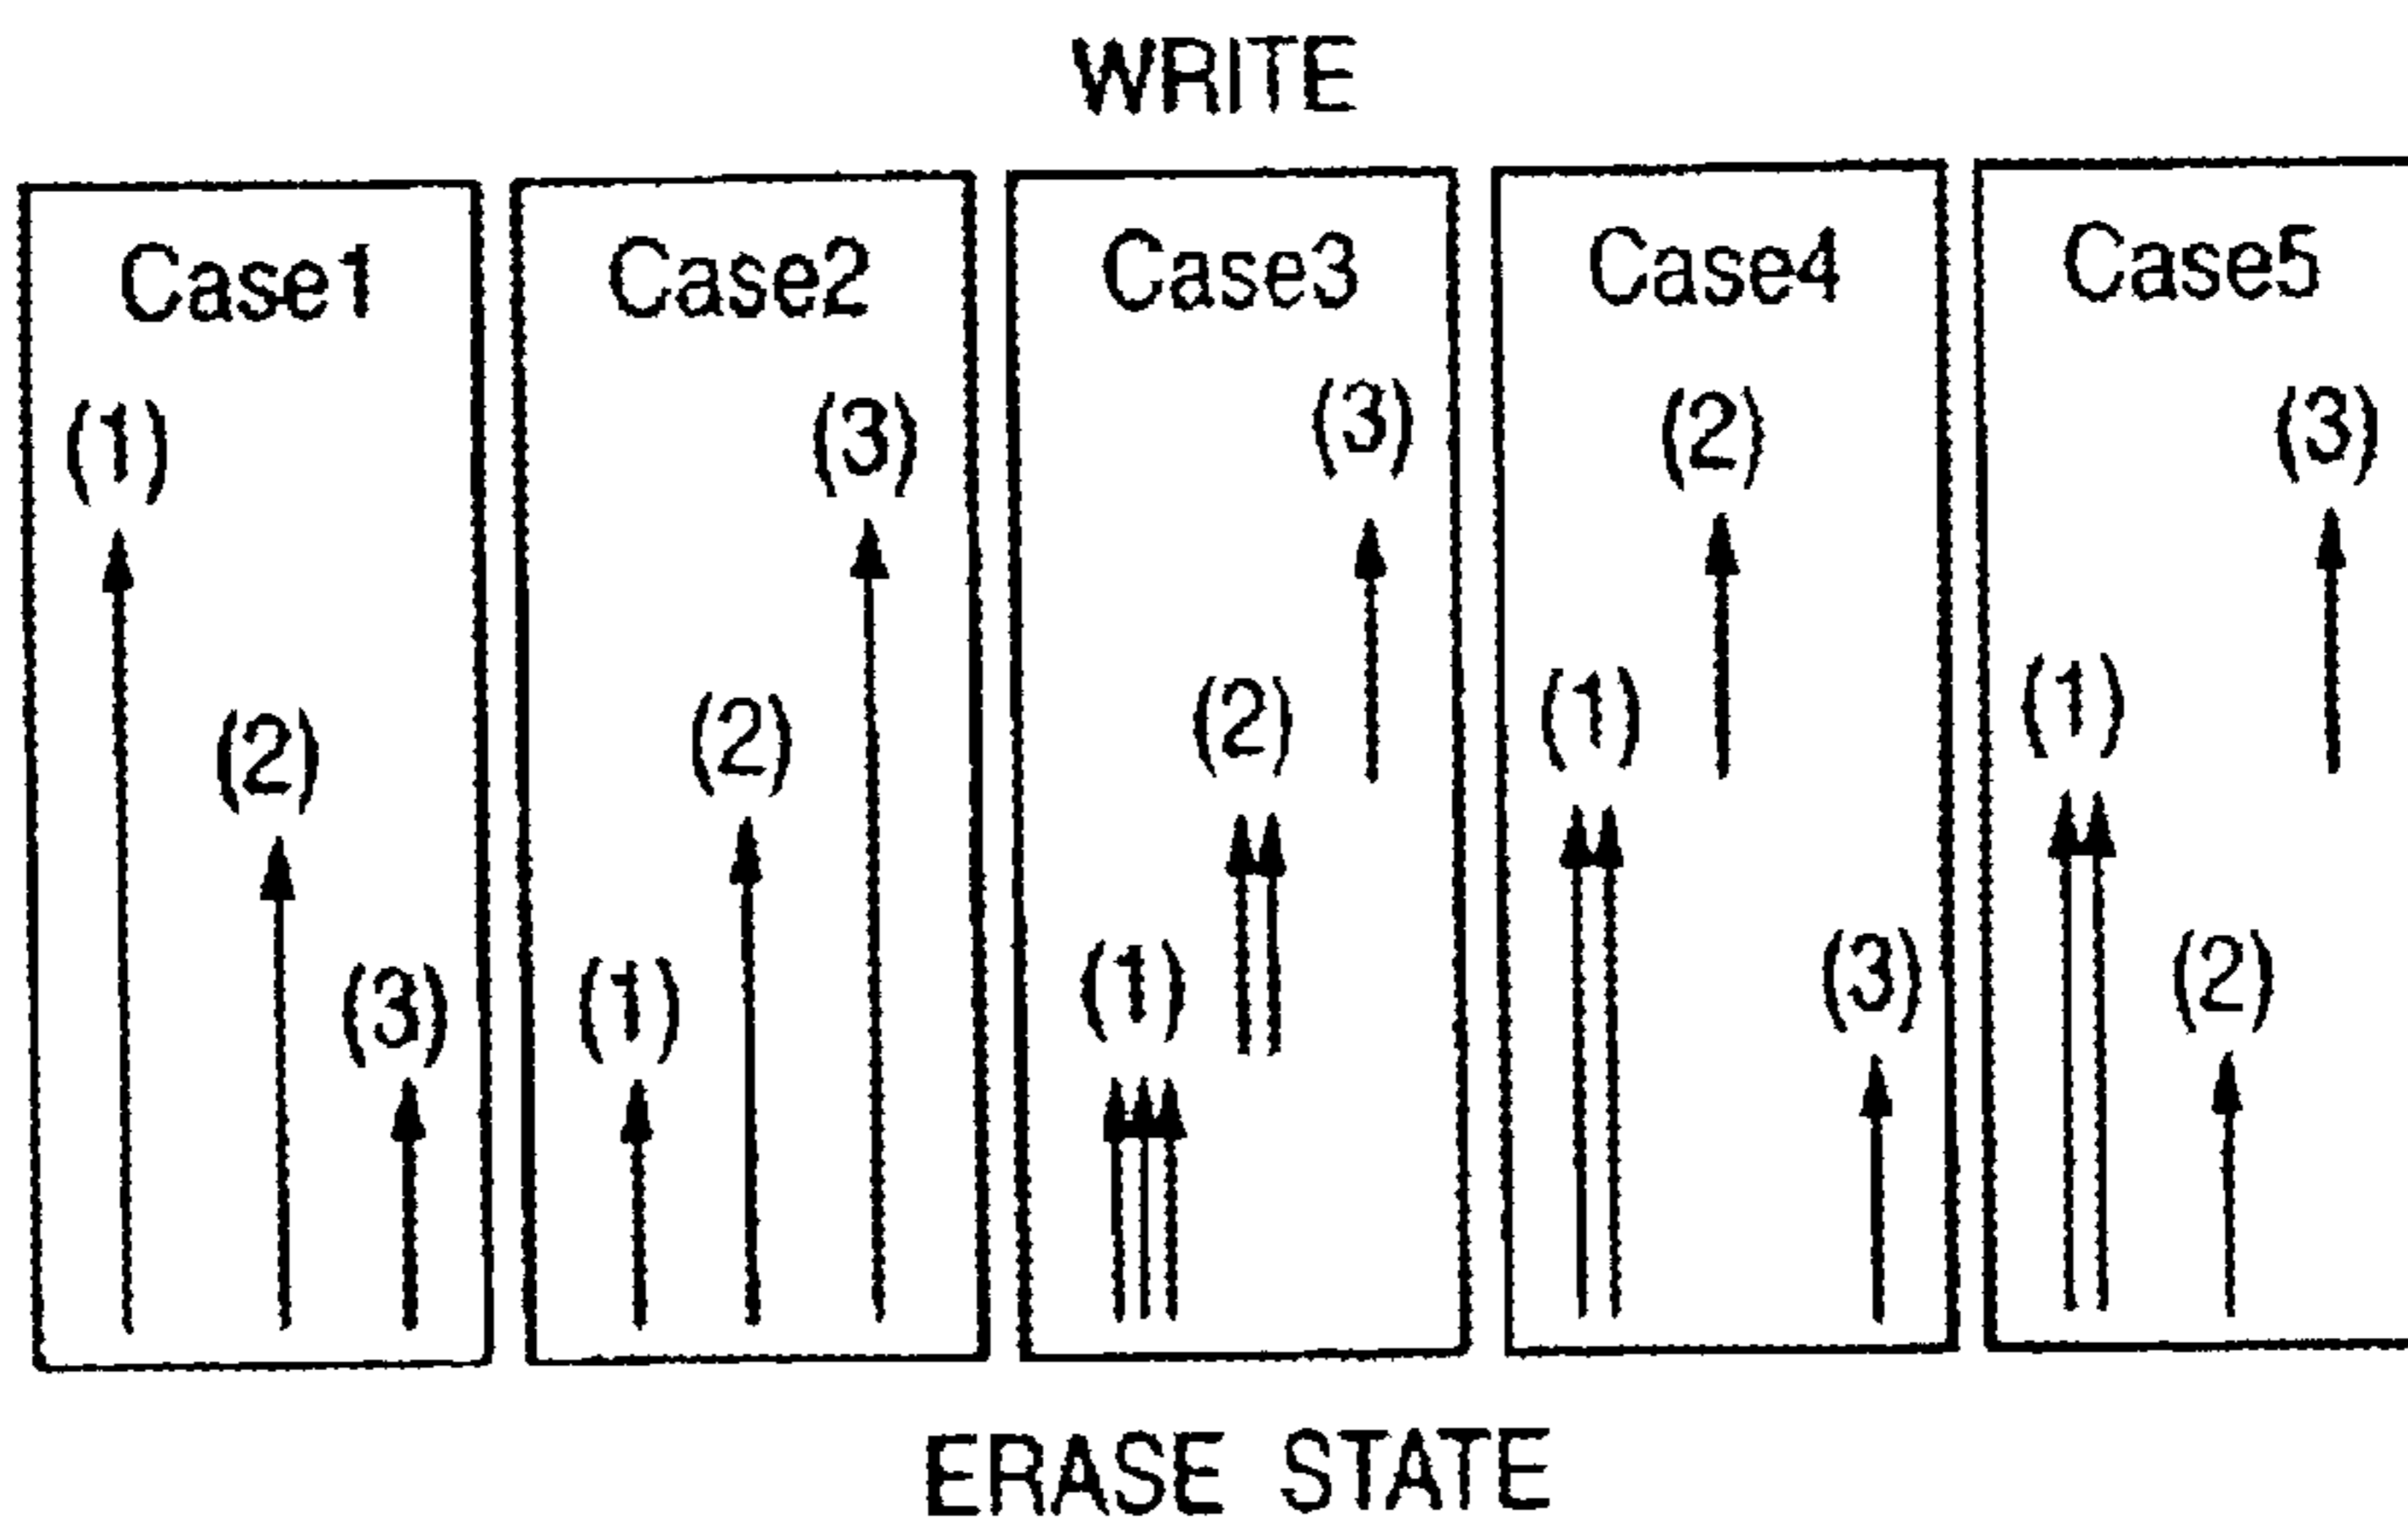 WRITE
Case1 Case2 Case3 Case4 Case5
(1) (3) (3) (2) (3)
(2) (2) (2) (1) (1)
(3) (1) (1) (3) (2)
ERASE STATE